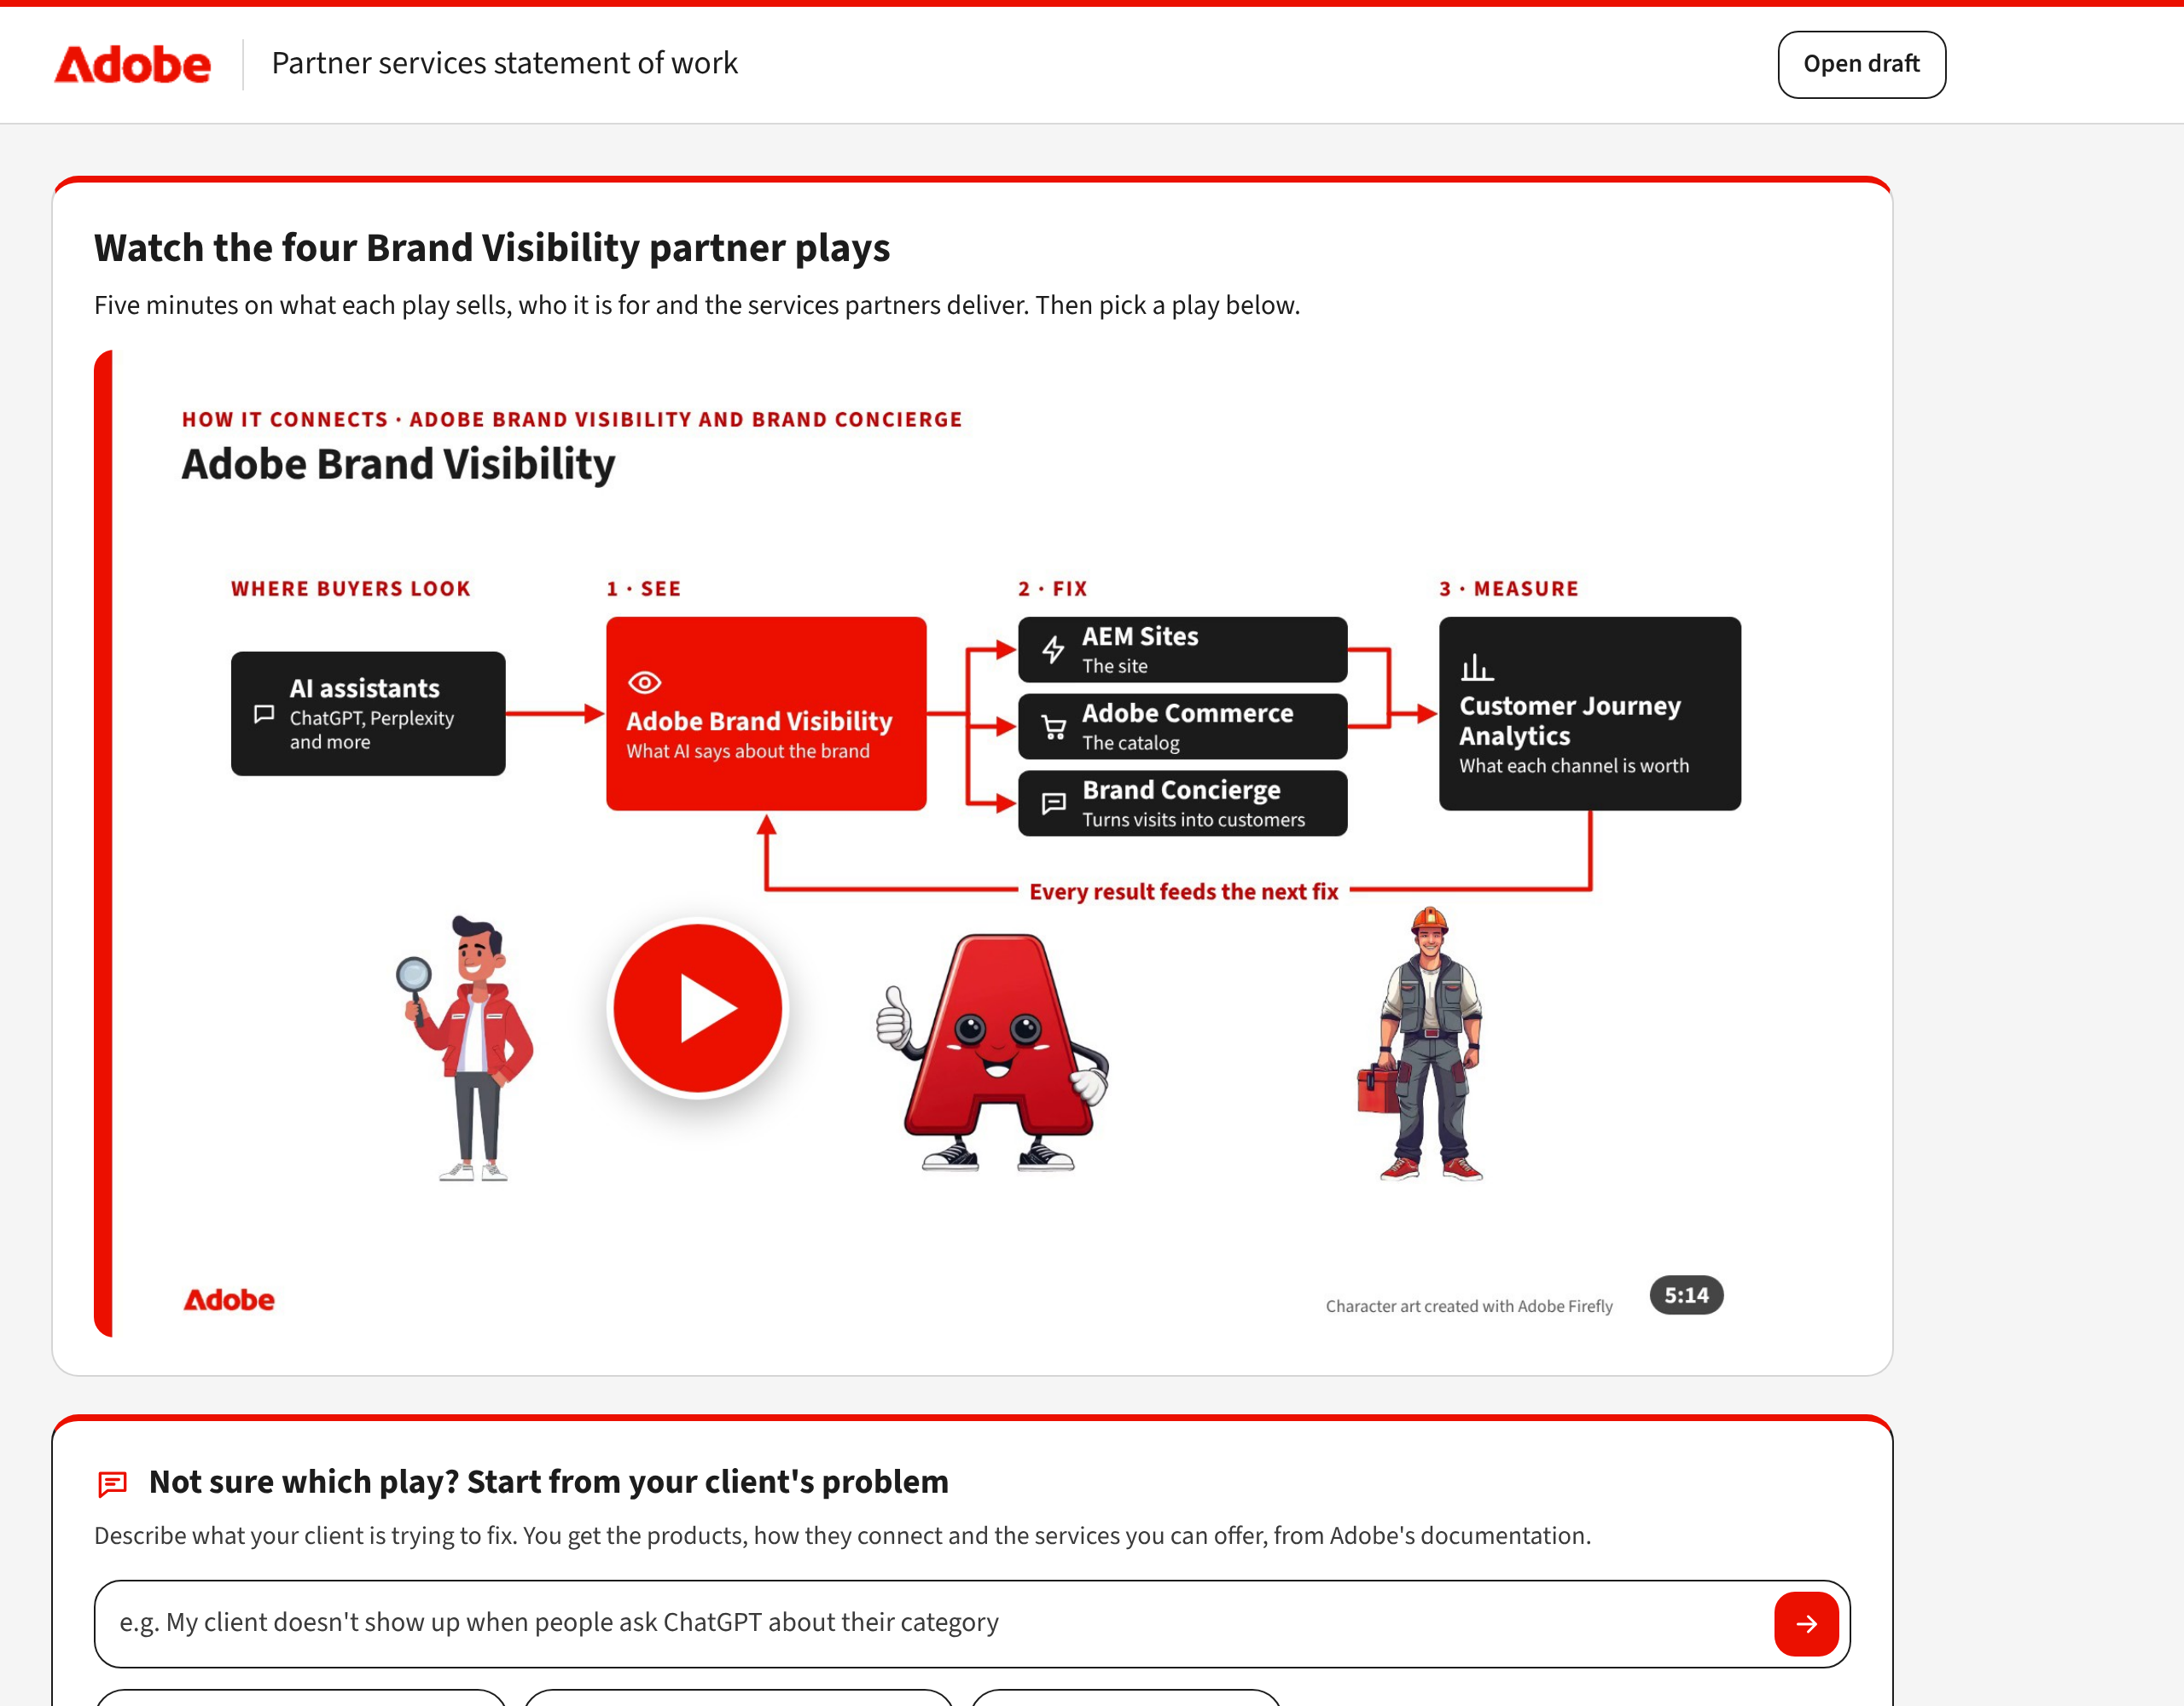 Adobe
Partner services statement of work
Open draft
Watch the four Brand Visibility partner plays
Five minutes on what each play sells, who it is for and the services partners deliver. Then pick a play below.
HOW IT CONNECTS · ADOBE BRAND VISIBILITY AND BRAND CONCIERGE
Adobe Brand Visibility
WHERE BUYERS LOOK
AI assistants
ChatGPT, Perplexity
and more
1 · SEE
Adobe Brand Visibility
What AI says about the brand
2 · FIX
AEM Sites
The site
Adobe Commerce
The catalog
Brand Concierge
Turns visits into customers
3 · MEASURE
Customer Journey
Analytics
What each channel is worth
Every result feeds the next fix
Adobe
Character art created with Adobe Firefly
5:14
Not sure which play? Start from your client's problem
Describe what your client is trying to fix. You get the products, how they connect and the services you can offer, from Adobe's documentation.
e.g. My client doesn't show up when people ask ChatGPT about their category